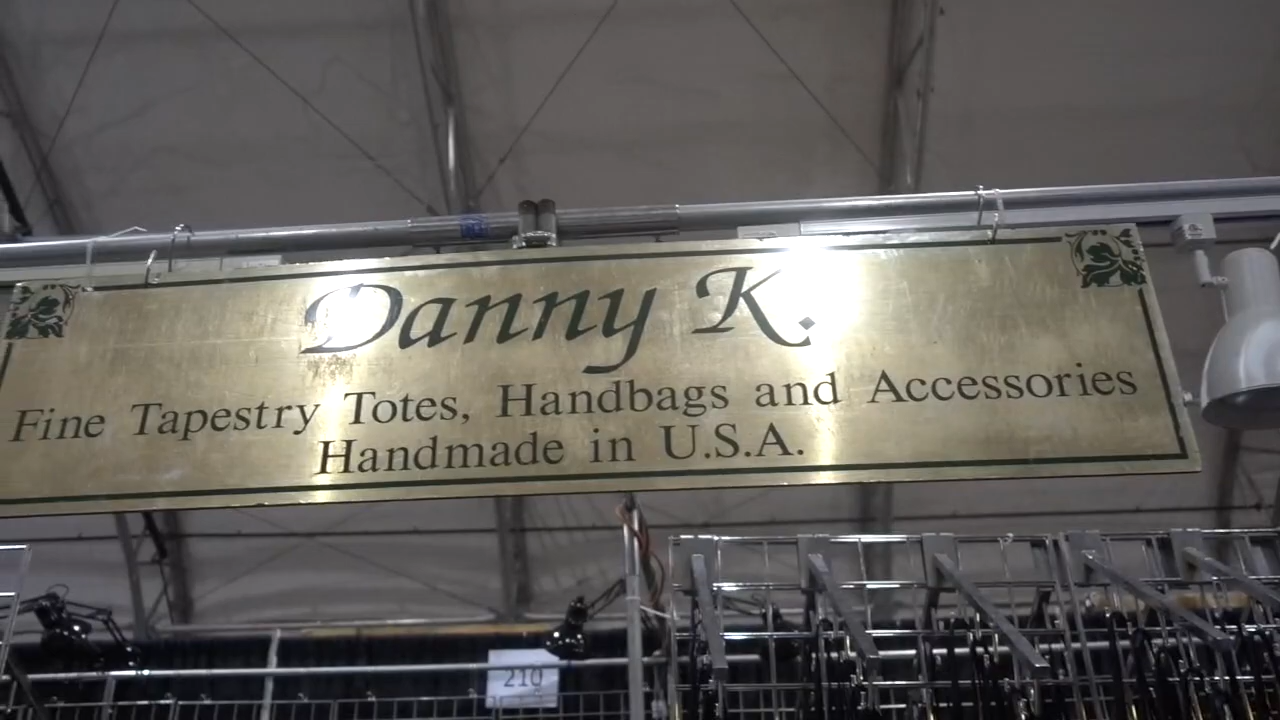 Danny K.
Fine Tapestry Totes, Handbags and Accessories
Handmade in U.S.A.
210